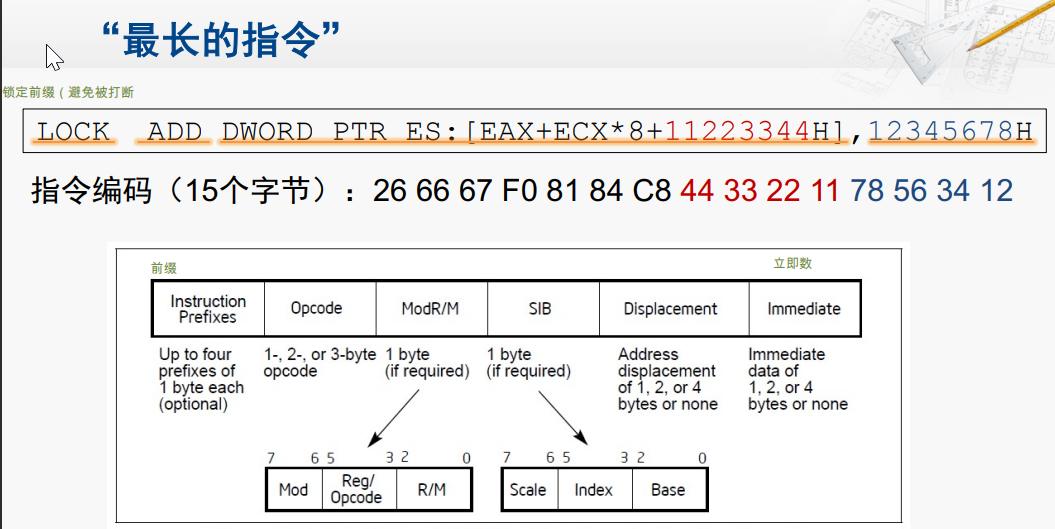 “最长的指令”
锁定前缀（避免被打断
LOCK ADD DWORD PTR ES:[EAX+ECX*8+11223344H],12345678H
指令编码（15个字节）：26 66 67 F0 81 84 C8 44 33 22 11 78 56 34 12
前缀 立即数
Instruction Prefixes Opcode ModR/M SIB Displacement Immediate
Up to four 1-, 2-, or 3-byte 1 byte 1 byte Address Immediate
prefixes of opcode (if required) (if required) displacement data of
1 byte each of 1, 2, or 4 1, 2, or 4
(optional) bytes or none bytes or none
7 6 5 3 2 0 7 6 5 3 2 0
Mod Reg/Opcode R/M Scale Index Base